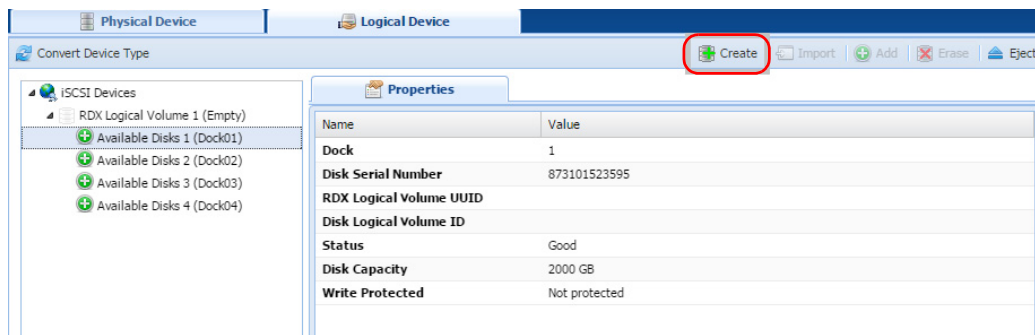 Physical Device Logical Device
Convert Device Type Create Import Add Erase Eject
iSCSI Devices
RDX Logical Volume 1 (Empty)
Available Disks 1 (Dock01)
Available Disks 2 (Dock02)
Available Disks 3 (Dock03)
Available Disks 4 (Dock04)
Properties
Name Value
Dock 1
Disk Serial Number 873101523595
RDX Logical Volume UUID
Disk Logical Volume ID
Status Good
Disk Capacity 2000 GB
Write Protected Not protected